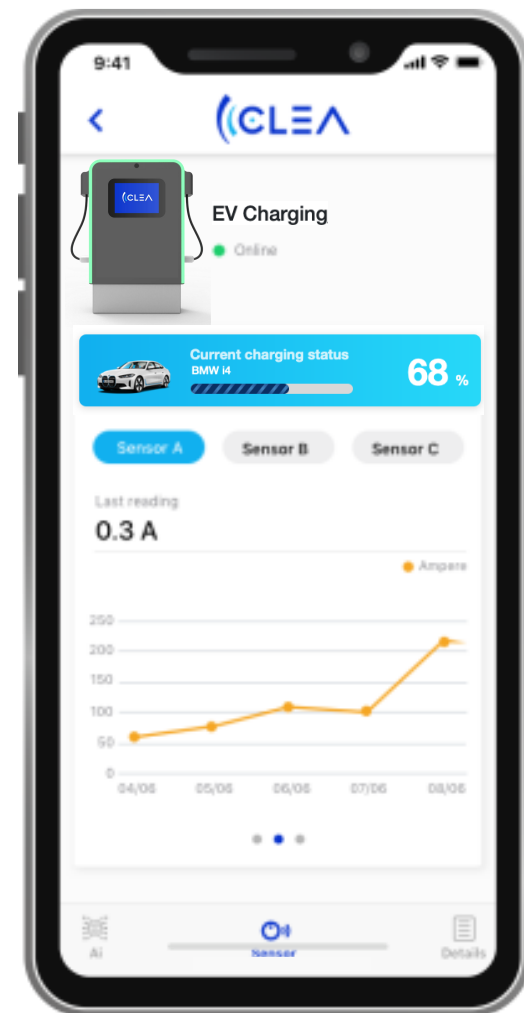 9:41
CLEA
CLEA
EV Charging
Online
Current charging status
BMW i4
68 %
Sensor A
Sensor B
Sensor C
Last reading
0.3 A
Ampere
250
200
150
100
50
0
04/06
05/06
06/06
07/06
08/06
Ai
Sensor
Details